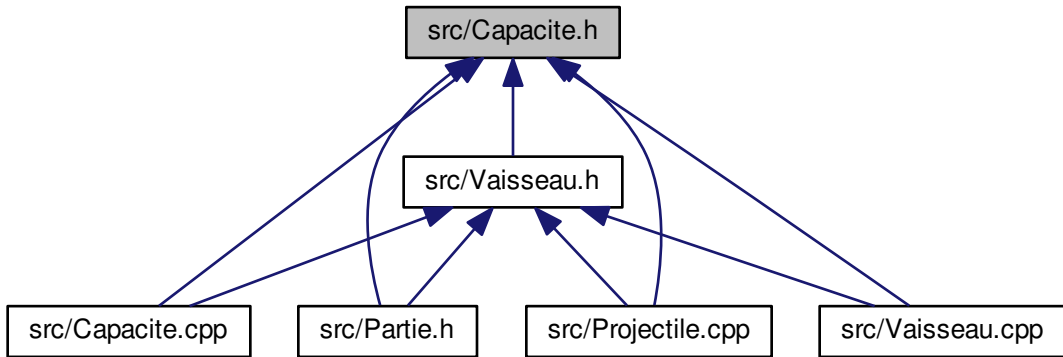 src/Capacite.h
src/Vaisseau.h
src/Capacite.cpp
src/Partie.h
src/Projectile.cpp
src/Vaisseau.cpp